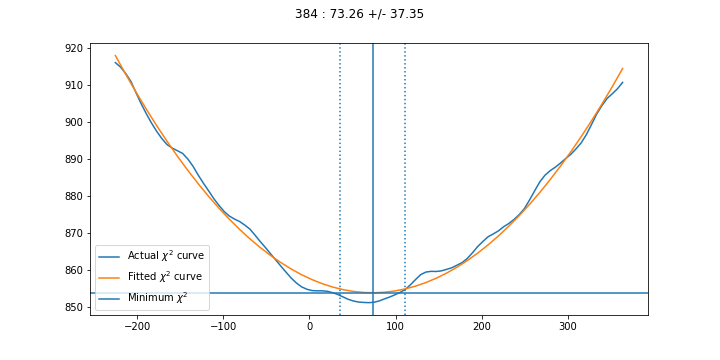 384 : 73.26 +/- 37.35
920
910
900
890
880
870
860
850
Actual χ² curve
Fitted χ² curve
Minimum χ²
−200 −100 0 100 200 300